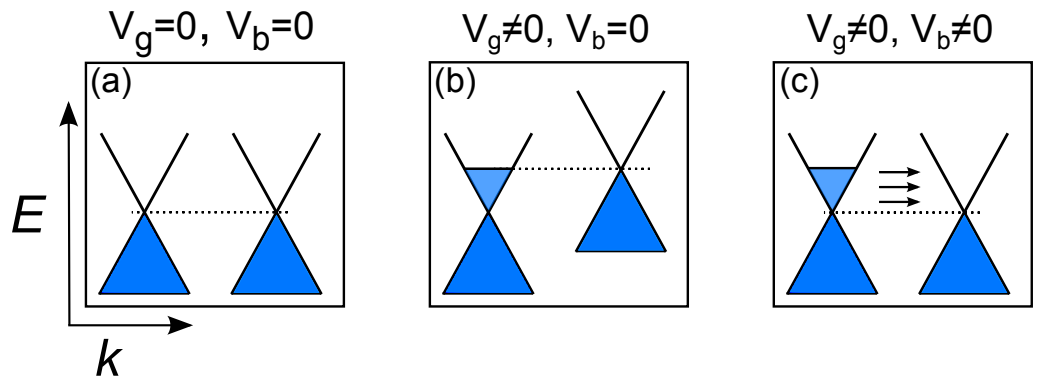 Vg=0, Vb=0
Vg≠0, Vb=0
Vg≠0, Vb≠0
(a)
(b)
(c)
E
k